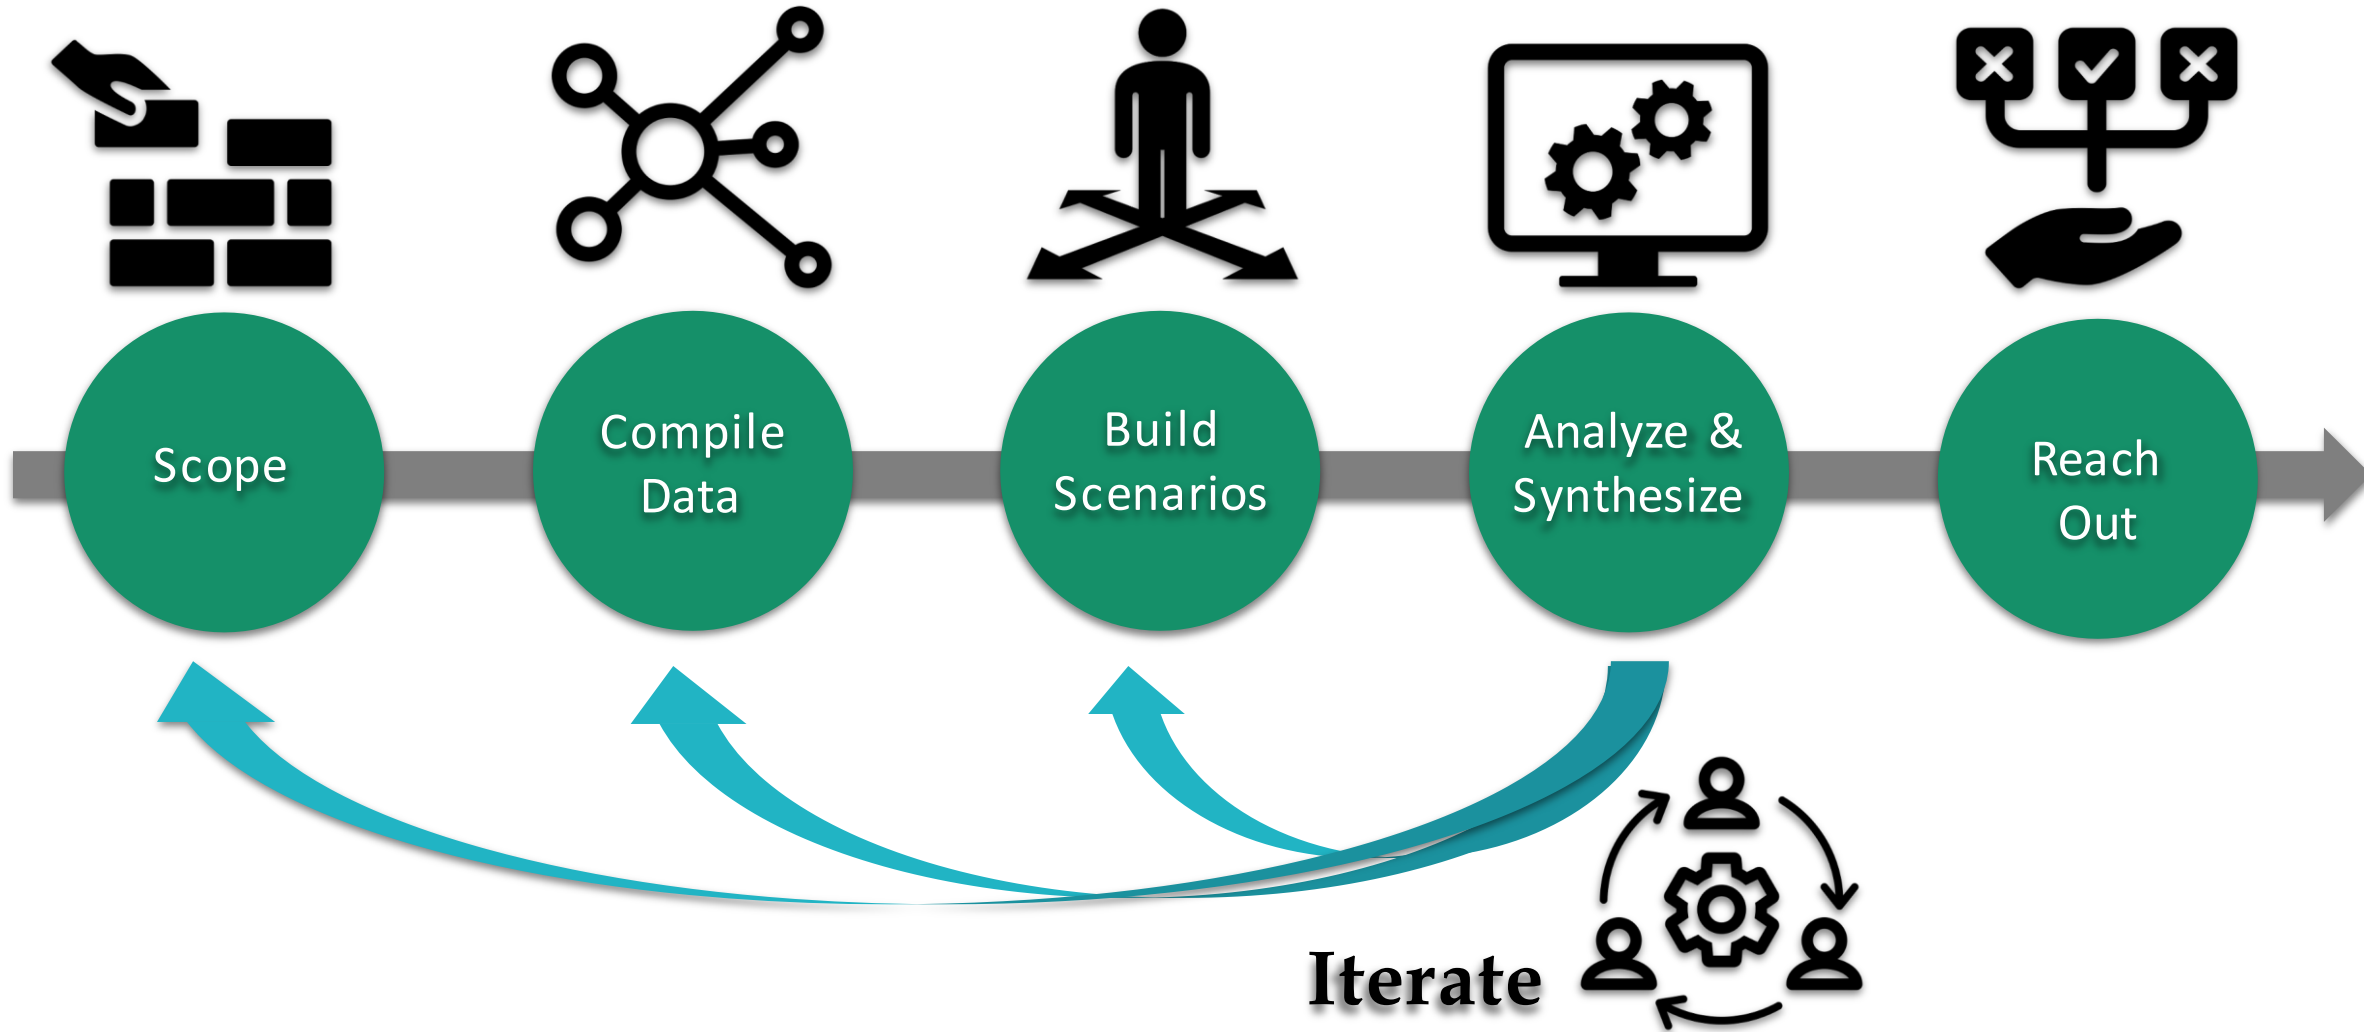 Scope
Compile
Data
Build
Scenarios
Analyze &
Synthesize
Reach
Out
Iterate